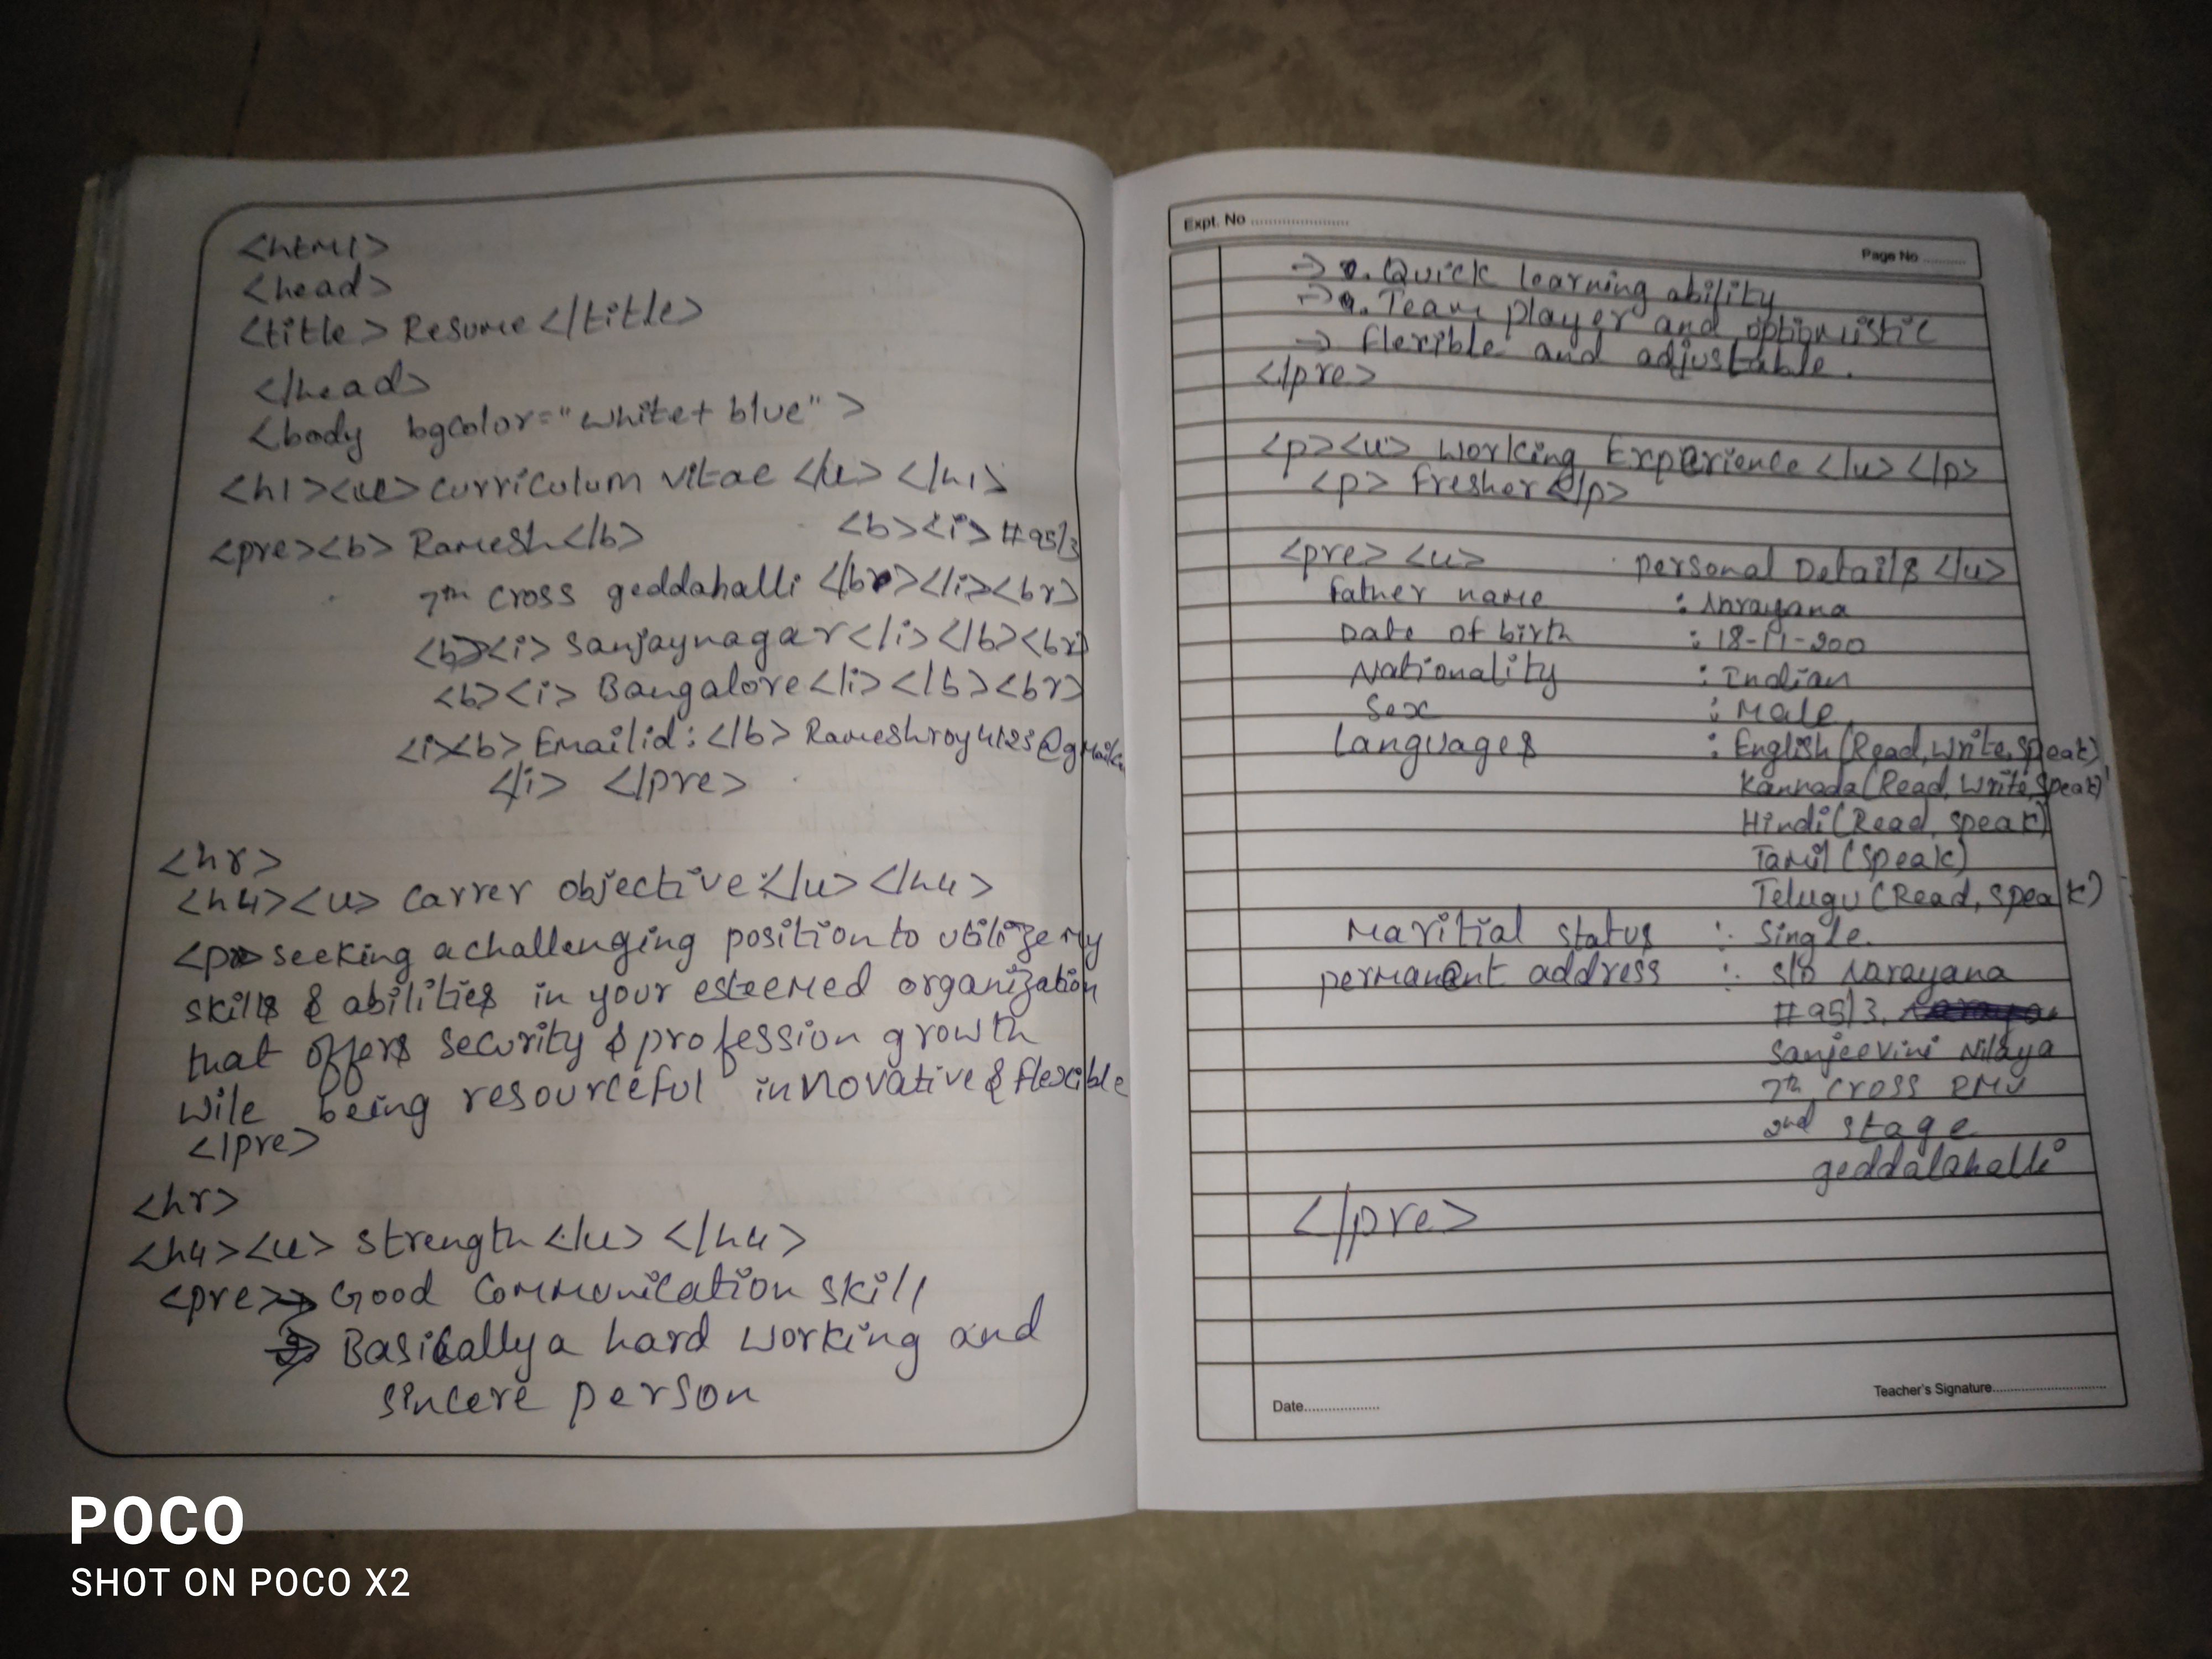 <html>
<head>
<title> Resume </title>
</head>
<body bgcolor="white+ blue" >
<h1><u> curriculum vitae </u> </h1>
<pre><b> Ramesh </b> <b><i> #95/3
7th cross geddahalli </b></i><br>
<b><i> Sanjaynagar </i></b><br>
<b><i> Bangalore </i></b><br>
<i><b> Emailid: </b> Rameshroy4123@gmail.
</i> </pre>
<hr>
<h4><u> carrer objective:</u> </h4>
<p> seeking a challenging position to utilize my
skills & abilities in your esteemed organization
that offers security & profession growth
wile being resourceful innovative & flexible
</pre>
<hr>
<h4><u> strength </u> </h4>
<pre>→ Good communication skill
→ Basically a hard working and
sincere person
Expt. No
Page No
→ . Quick learning ability
→ . Team player and optimistic
→ flexible and adjustable.
</pre>
<p><u> working Experience </u> </p>
<p> fresher </p>
<pre> <u> personal Details </u>
father name : Narayana
Date of birth : 18-11-200
Nationality : Indian
Sex : Male
Languages : English (Read, write, speak)
Kannada (Read, write, speak)
Hindi (Read, speak)
Tamil (speak)
Telugu (Read, speak)
Maritial status : Single
permanent address : s/o Narayana
#95/3,
Sanjeevini Nilaya
7th cross RMV
2nd stage
geddalahalli
</pre>
Date
Teacher's Signature
POCO
SHOT ON POCO X2